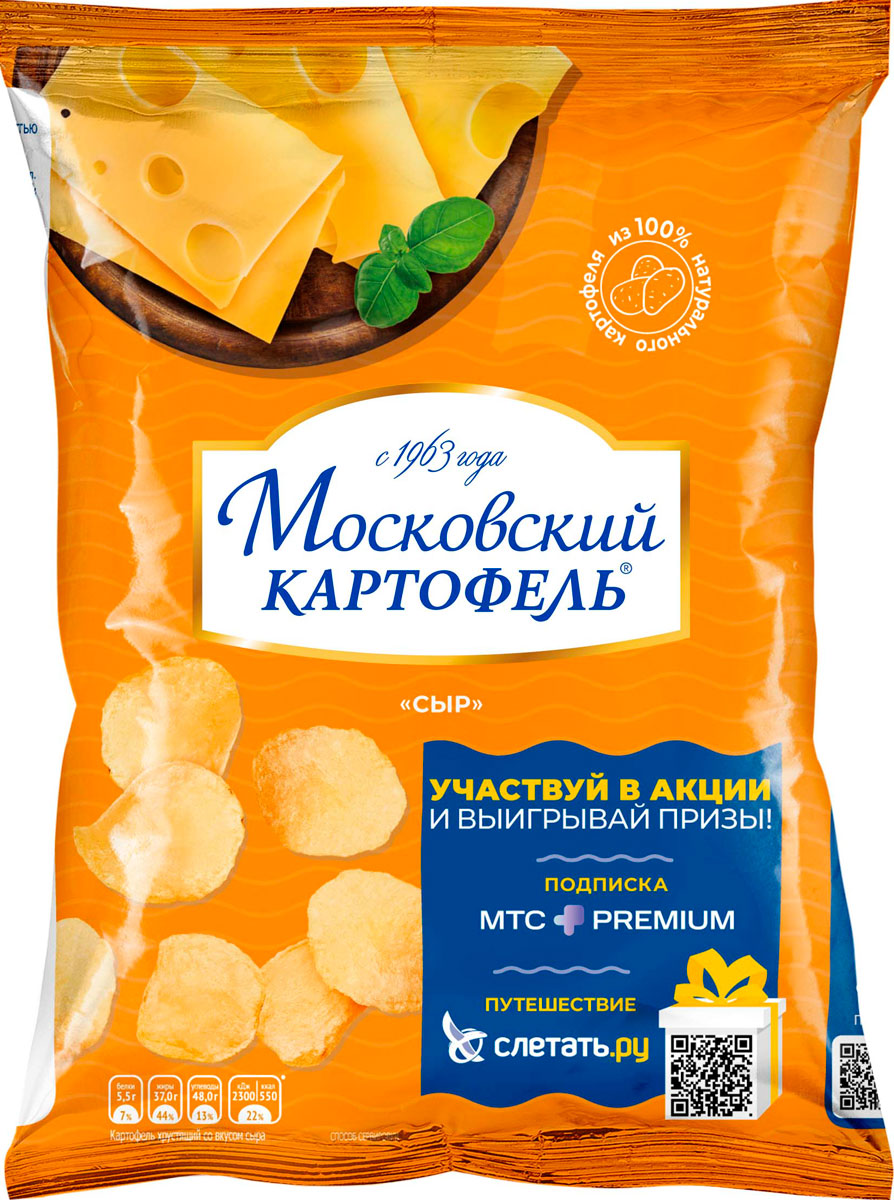 тью
из 100% натурального картофеля
с 1963 года
Московский
КАРТОФЕЛЬ®
«СЫР»
УЧАСТВУЙ В АКЦИИ
И ВЫИГРЫВАЙ ПРИЗЫ!
ПОДПИСКА
МТС PREMIUM
ПУТЕШЕСТВИЕ
слетать.ру
белки жиры углеводы кДж ккал *
5,5 г 37,0 г 48,0 г 2300 550
7% 44% 13% 22%
Картофель хрустящий со вкусом сыра